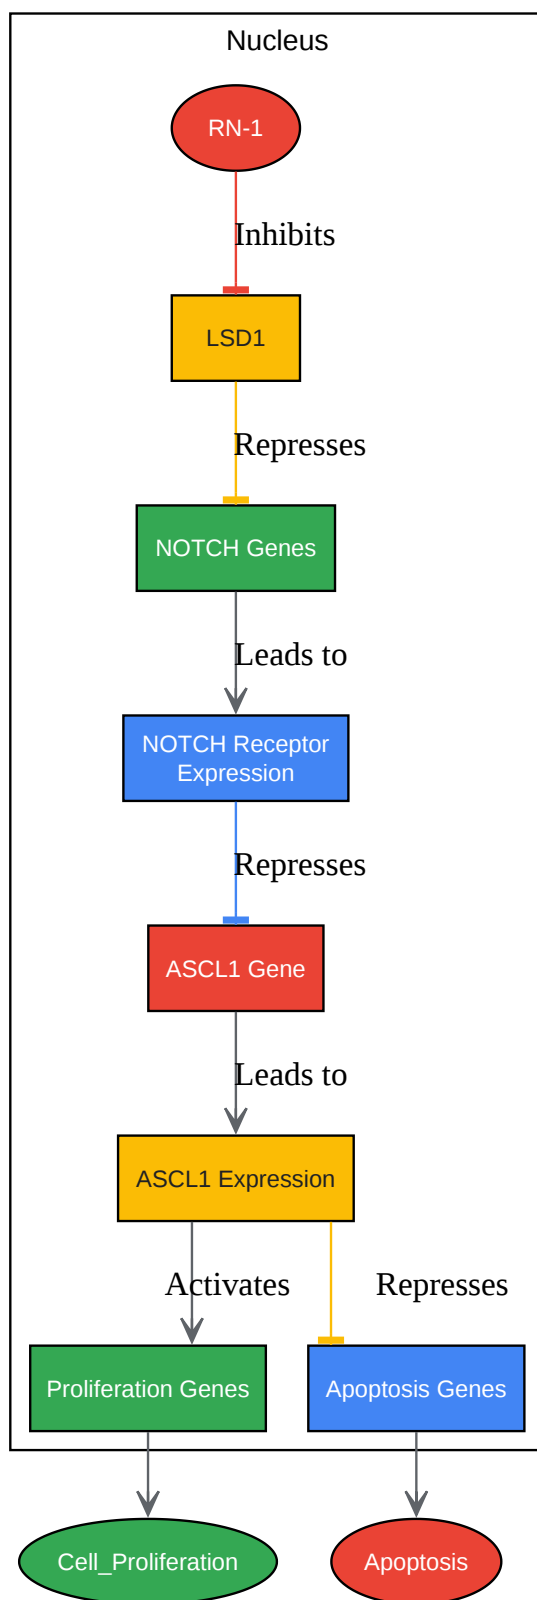 Nucleus
RN-1
Inhibits
LSD1
Represses
NOTCH Genes
Leads to
NOTCH Receptor
Expression
Represses
ASCL1 Gene
Leads to
ASCL1 Expression
Activates
Represses
Proliferation Genes
Apoptosis Genes
Cell_Proliferation
Apoptosis